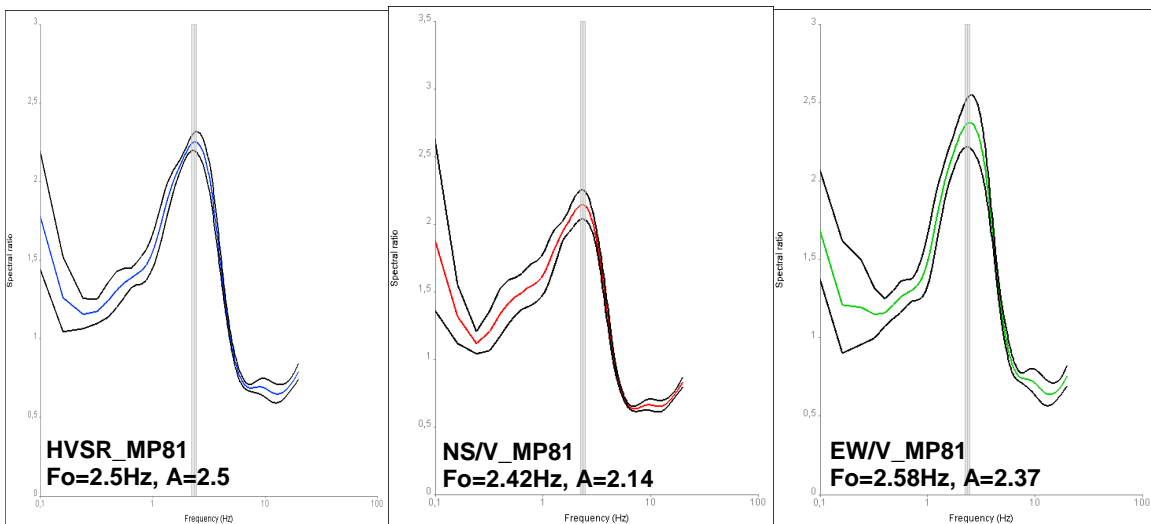 3
2,5
2
1,5
1
0,5
0
0,1
1
10
100
Spectral ratio
Frequency (Hz)
HVSR_MP81
Fo=2.5Hz, A=2.5
3,5
3
2,5
2
1,5
1
0,5
0
0,1
1
10
100
Spectral ratio
Frequency (Hz)
NS/V_MP81
Fo=2.42Hz, A=2.14
3
2,5
2
1,5
1
0,5
0
0,1
1
10
100
Spectral ratio
Frequency (Hz)
EW/V_MP81
Fo=2.58Hz, A=2.37